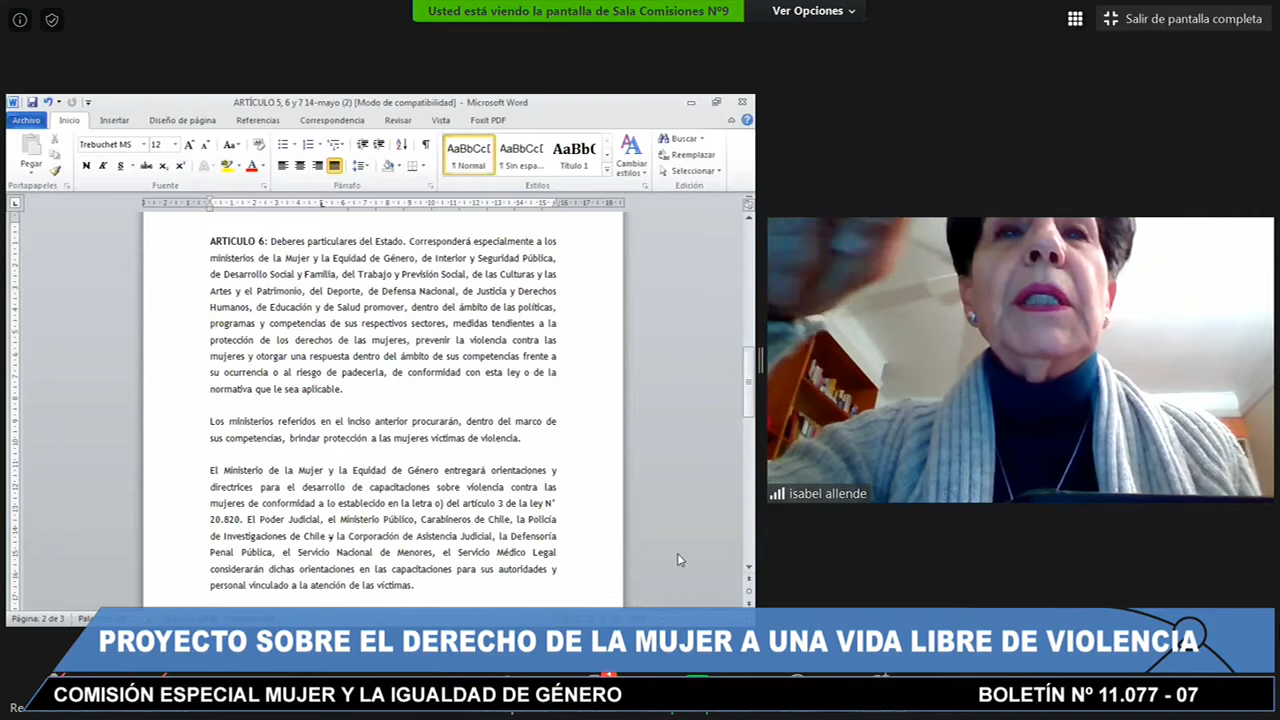 Usted está viendo la pantalla de Sala Comisiones Nº9
Ver Opciones
Salir de pantalla completa
ARTÍCULO 5, 6 y 7 14-mayo (2) [Modo de compatibilidad] - Microsoft Word
Archivo Inicio Insertar Diseño de página Referencias Correspondencia Revisar Vista Foxit PDF
Pegar
Trebuchet MS 12
N K S abc x₂ x²
AaBbCcD AaBbCcD AaBb(
¶ Normal ¶ Sin espa... Título 1
Cambiar estilos
Buscar
Reemplazar
Seleccionar
Portapapeles Fuente Párrafo Estilos Edición
ARTICULO 6: Deberes particulares del Estado. Corresponderá especialmente a los
ministerios de la Mujer y la Equidad de Género, de Interior y Seguridad Pública,
de Desarrollo Social y Familia, del Trabajo y Previsión Social, de las Culturas y las
Artes y el Patrimonio, del Deporte, de Defensa Nacional, de Justicia y Derechos
Humanos, de Educación y de Salud promover, dentro del ámbito de las políticas,
programas y competencias de sus respectivos sectores, medidas tendientes a la
protección de los derechos de las mujeres, prevenir la violencia contra las
mujeres y otorgar una respuesta dentro del ámbito de sus competencias frente a
su ocurrencia o al riesgo de padecerla, de conformidad con esta ley o de la
normativa que le sea aplicable.
Los ministerios referidos en el inciso anterior procurarán, dentro del marco de
sus competencias, brindar protección a las mujeres víctimas de violencia.
El Ministerio de la Mujer y la Equidad de Género entregará orientaciones y
directrices para el desarrollo de capacitaciones sobre violencia contra las
mujeres de conformidad a lo establecido en la letra o) del artículo 3 de la ley N°
20.820. El Poder Judicial, el Ministerio Público, Carabineros de Chile, la Policía
de Investigaciones de Chile y la Corporación de Asistencia Judicial, la Defensoría
Penal Pública, el Servicio Nacional de Menores, el Servicio Médico Legal
considerarán dichas orientaciones en las capacitaciones para sus autoridades y
personal vinculado a la atención de las víctimas.
Página: 2 de 3
isabel allende
PROYECTO SOBRE EL DERECHO DE LA MUJER A UNA VIDA LIBRE DE VIOLENCIA
COMISIÓN ESPECIAL MUJER Y LA IGUALDAD DE GÉNERO BOLETÍN Nº 11.077 - 07